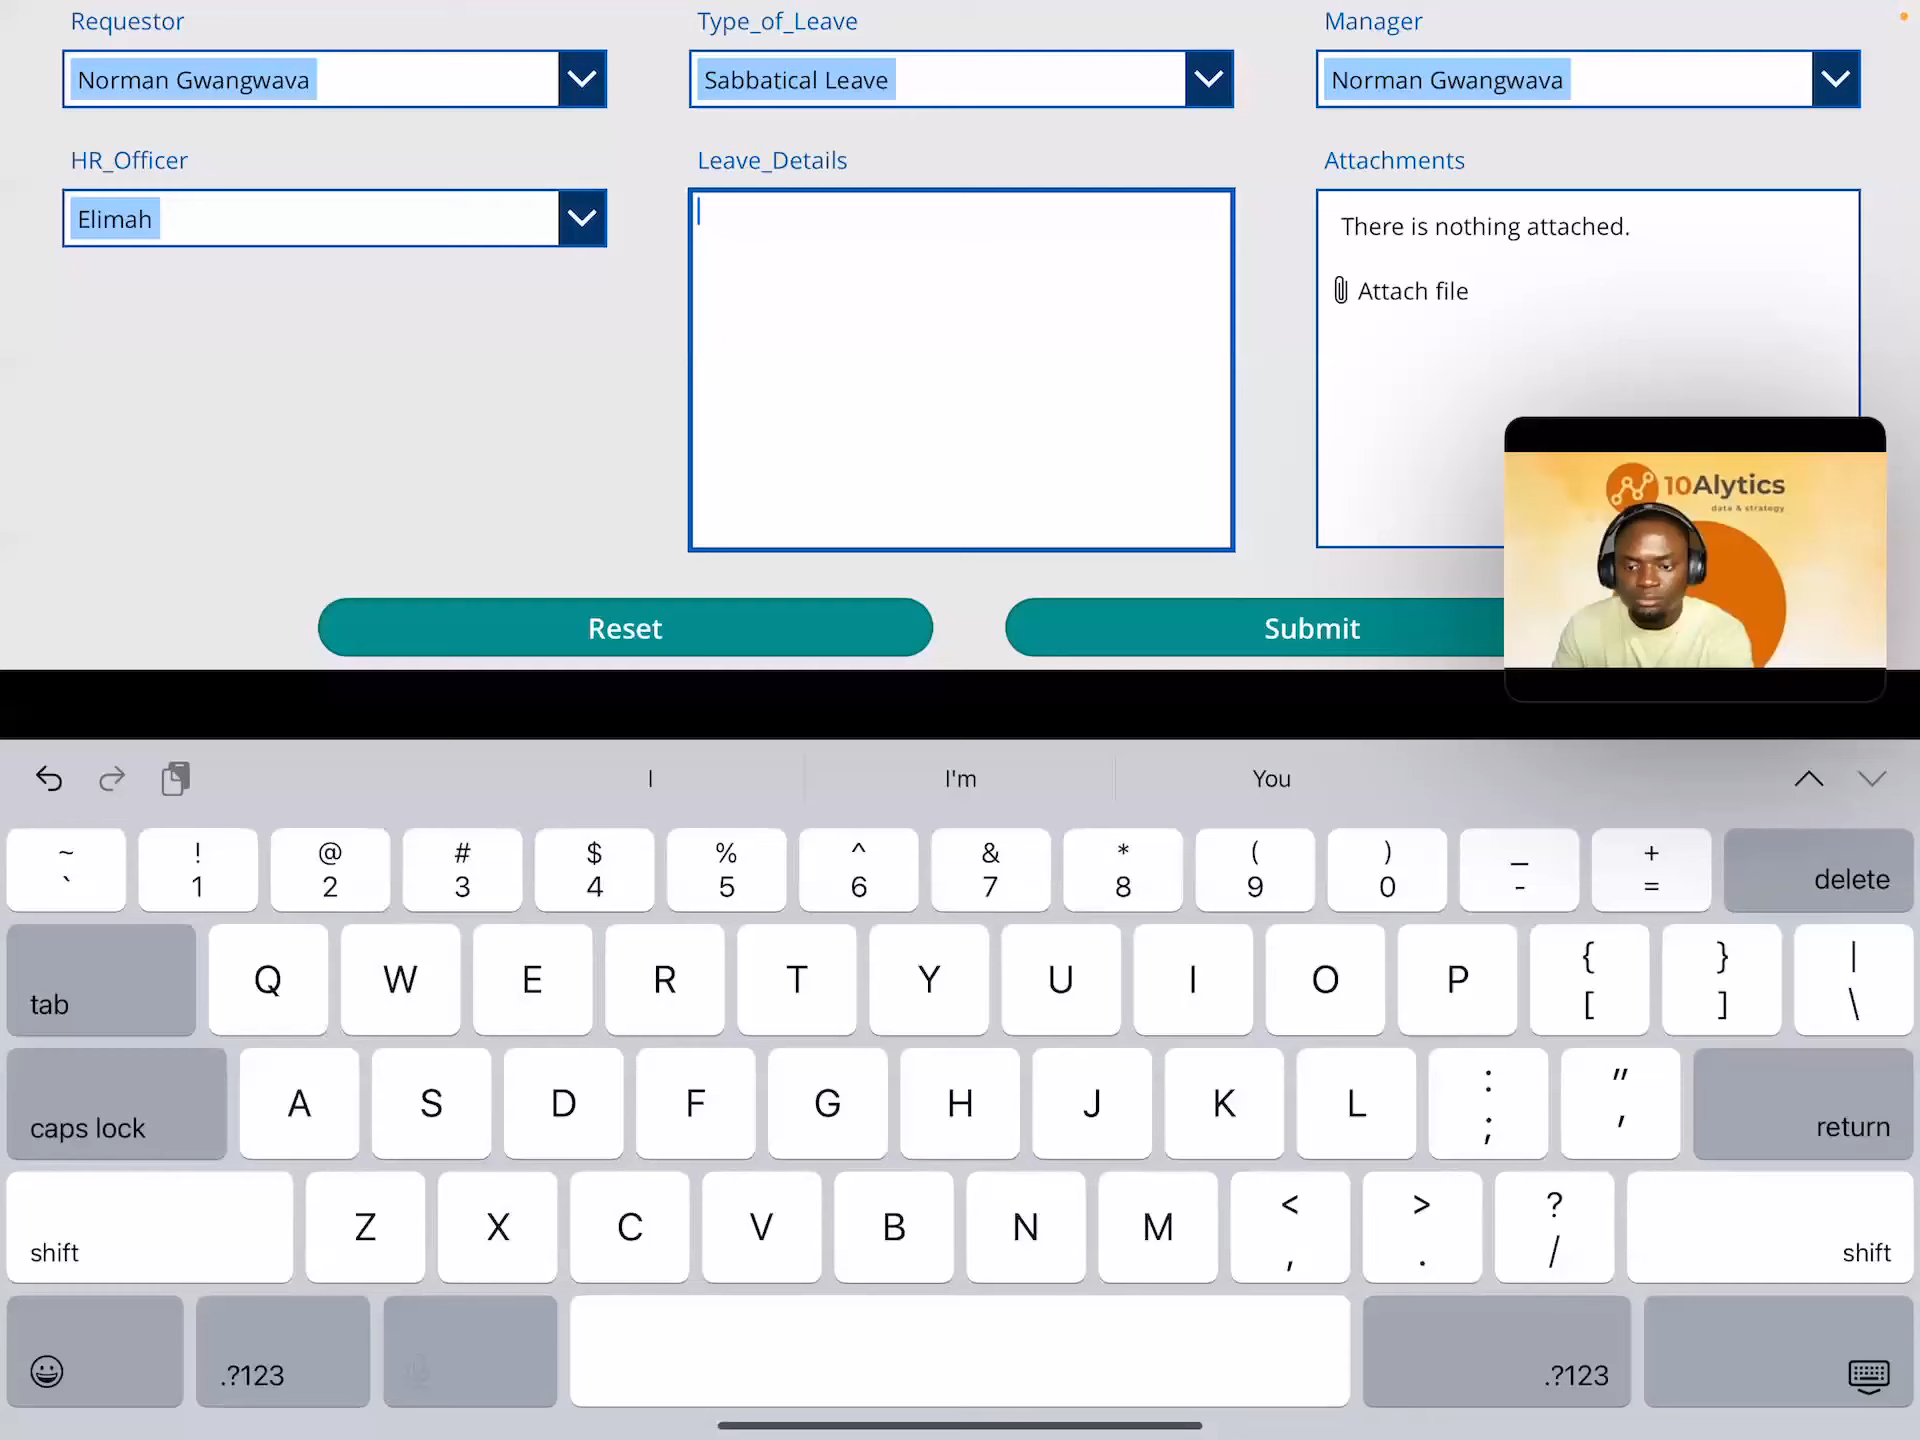 Requestor
Type_of_Leave
Manager
Norman Gwangwava
Sabbatical Leave
Norman Gwangwava
HR_Officer
Leave_Details
Attachments
Elimah
There is nothing attached.
Attach file
10Alytics
data & strategy
Reset
Submit
I
I'm
You
~ ! @ # $ % ^ & * ( ) _ +
` 1 2 3 4 5 6 7 8 9 0 - = delete
tab Q W E R T Y U I O P { [ } ] | \
caps lock A S D F G H J K L : ; " ' return
shift Z X C V B N M < , > . ? / shift
.?123 .?123